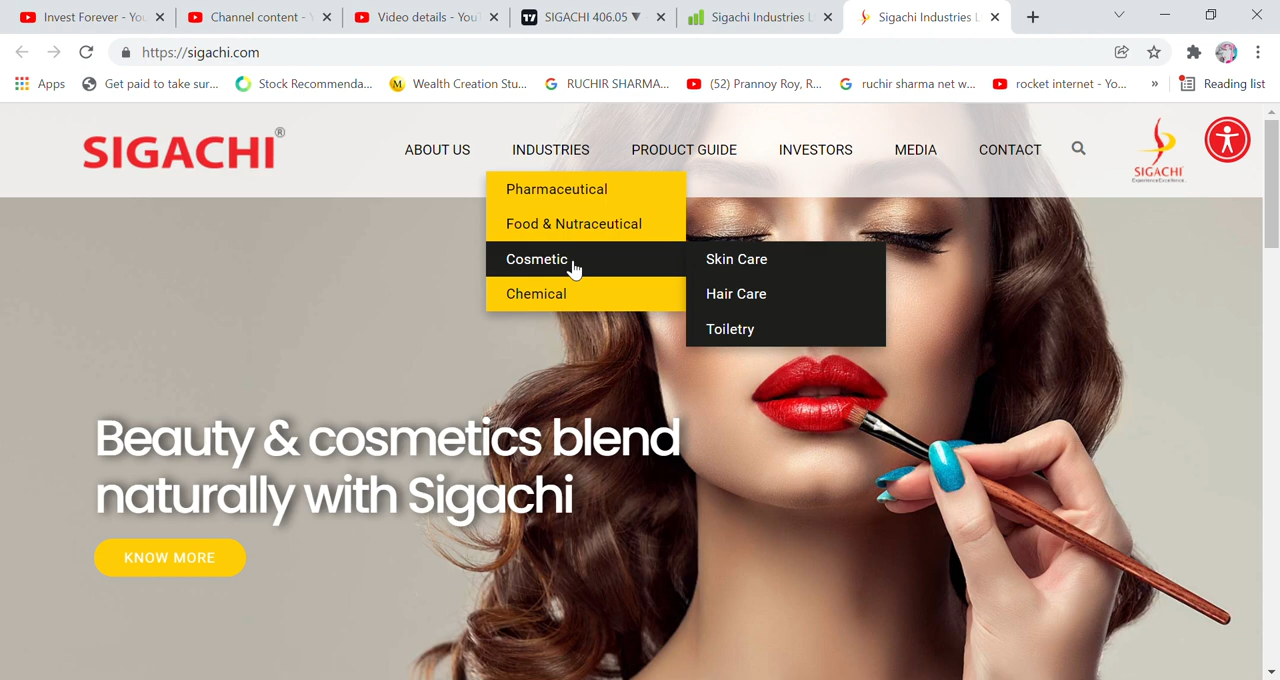 Invest Forever - You
Channel content - Y
Video details - YouT
SIGACHI 406.05 ▼
Sigachi Industries L
Sigachi Industries L
https://sigachi.com
Apps
Get paid to take sur...
Stock Recommenda...
Wealth Creation Stu...
RUCHIR SHARMA...
(52) Prannoy Roy, R...
ruchir sharma net w...
rocket internet - Yo...
»
Reading list
SIGACHI®
ABOUT US
INDUSTRIES
PRODUCT GUIDE
INVESTORS
MEDIA
CONTACT
SIGACHI
Experience Excellence...
Pharmaceutical
Food & Nutraceutical
Cosmetic
Chemical
Skin Care
Hair Care
Toiletry
Beauty & cosmetics blend
naturally with Sigachi
KNOW MORE